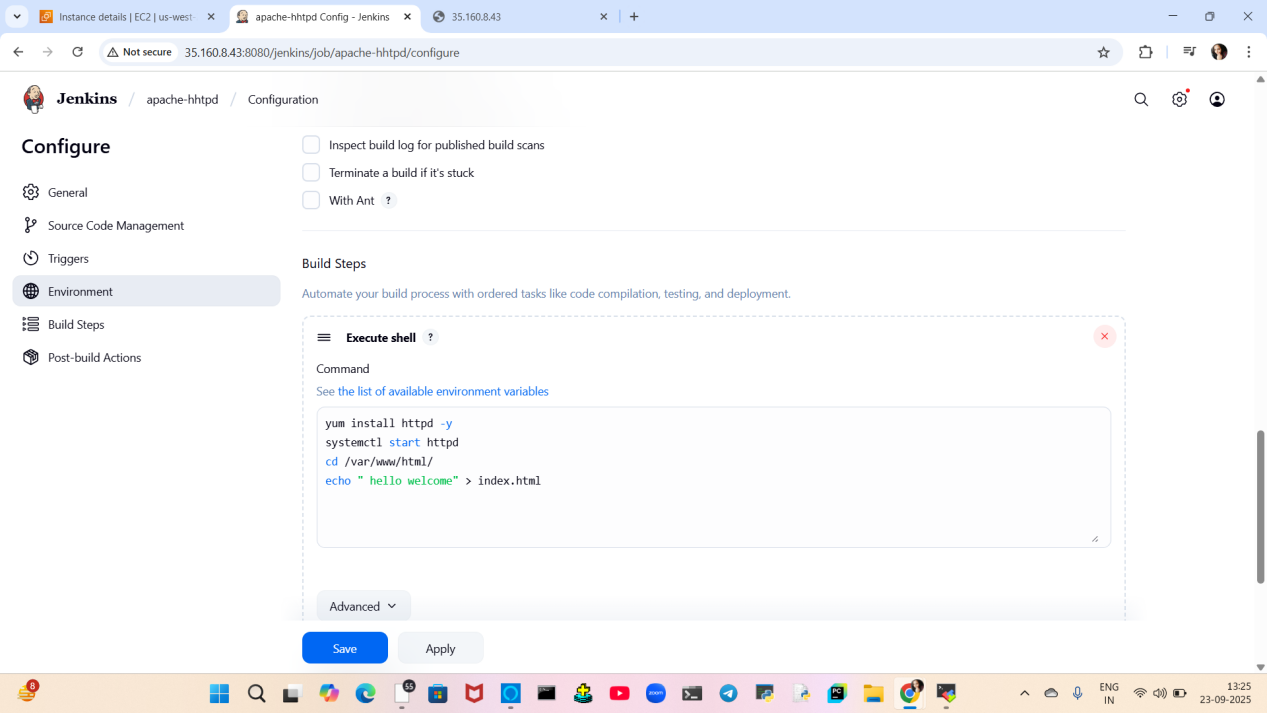 Instance details | EC2 | us-west-
apache-hhtpd Config - Jenkins
35.160.8.43
Not secure
35.160.8.43:8080/jenkins/job/apache-hhtpd/configure
Jenkins / apache-hhtpd / Configuration
Configure
General
Source Code Management
Triggers
Environment
Build Steps
Post-build Actions
Inspect build log for published build scans
Terminate a build if it's stuck
With Ant ?
Build Steps
Automate your build process with ordered tasks like code compilation, testing, and deployment.
Execute shell ?
Command
See the list of available environment variables
yum install httpd -y
systemctl start httpd
cd /var/www/html/
echo " hello welcome" > index.html
Advanced
Save
Apply
8
55
zoom
PC
ENG
IN
13:25
23-09-2025